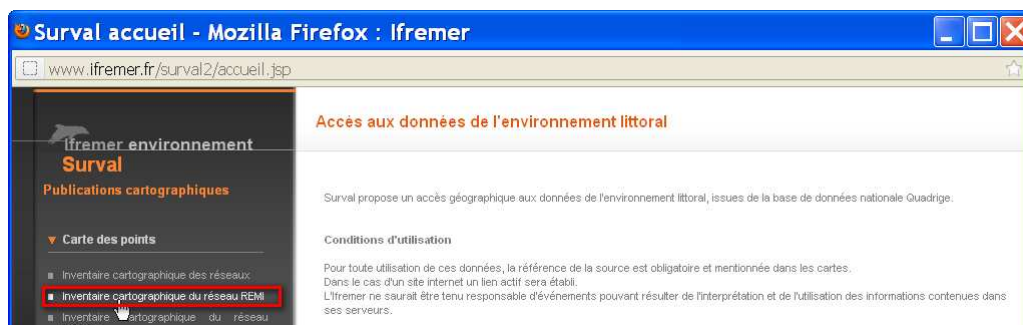 Surval accueil - Mozilla Firefox : Ifremer
www.ifremer.fr/surval2/accueil.jsp
Ifremer environnement
Surval
Publications cartographiques
Carte des points
Inventaire cartographique des réseaux
Inventaire cartographique du réseau REMI
Inventaire cartographique du réseau
Accès aux données de l'environnement littoral
Surval propose un accès géographique aux données de l'environnement littoral, issues de la base de données nationale Quadrige.
Conditions d'utilisation
Pour toute utilisation de ces données, la référence de la source est obligatoire et mentionnée dans les cartes.
Dans le cas d'un site internet un lien actif sera établi.
L'Ifremer ne saurait être tenu responsable d'événements pouvant résulter de l'interprétation et de l'utilisation des informations contenues dans
ses serveurs.